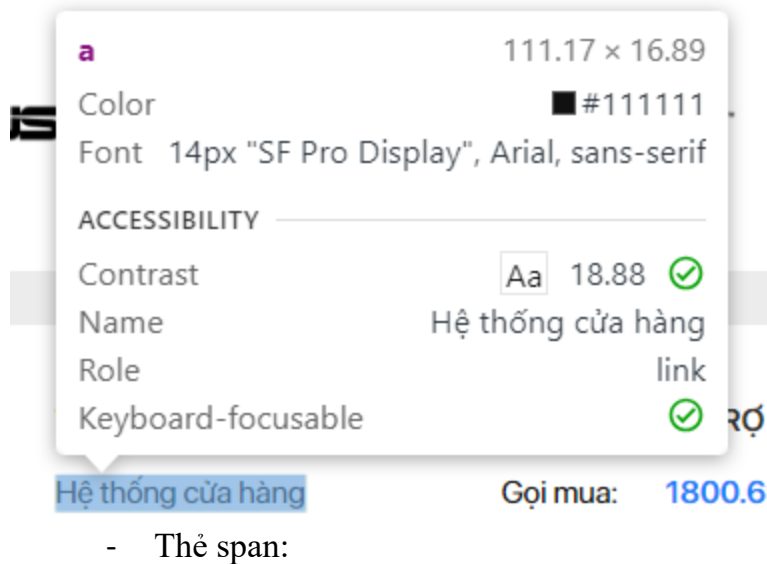 a 111.17 × 16.89
Color #111111
Font 14px "SF Pro Display", Arial, sans-serif
ACCESSIBILITY
Contrast Aa 18.88
Name Hệ thống cửa hàng
Role link
Keyboard-focusable
Hệ thống cửa hàng Gọi mua: 1800.6
- Thẻ span: